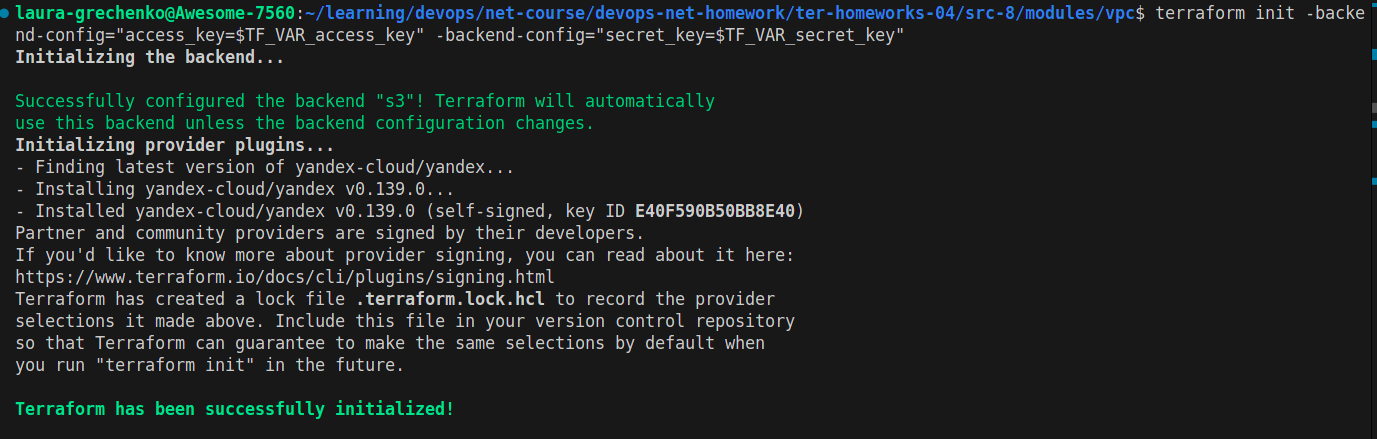 laura-grechenko@Awesome-7560:~/learning/devops/net-course/devops-net-homework/ter-homeworks-04/src-8/modules/vpc$ terraform init -backe
nd-config="access_key=$TF_VAR_access_key" -backend-config="secret_key=$TF_VAR_secret_key"
Initializing the backend...
Successfully configured the backend "s3"! Terraform will automatically
use this backend unless the backend configuration changes.
Initializing provider plugins...
- Finding latest version of yandex-cloud/yandex...
- Installing yandex-cloud/yandex v0.139.0...
- Installed yandex-cloud/yandex v0.139.0 (self-signed, key ID E40F590B50BB8E40)
Partner and community providers are signed by their developers.
If you'd like to know more about provider signing, you can read about it here:
https://www.terraform.io/docs/cli/plugins/signing.html
Terraform has created a lock file .terraform.lock.hcl to record the provider
selections it made above. Include this file in your version control repository
so that Terraform can guarantee to make the same selections by default when
you run "terraform init" in the future.
Terraform has been successfully initialized!